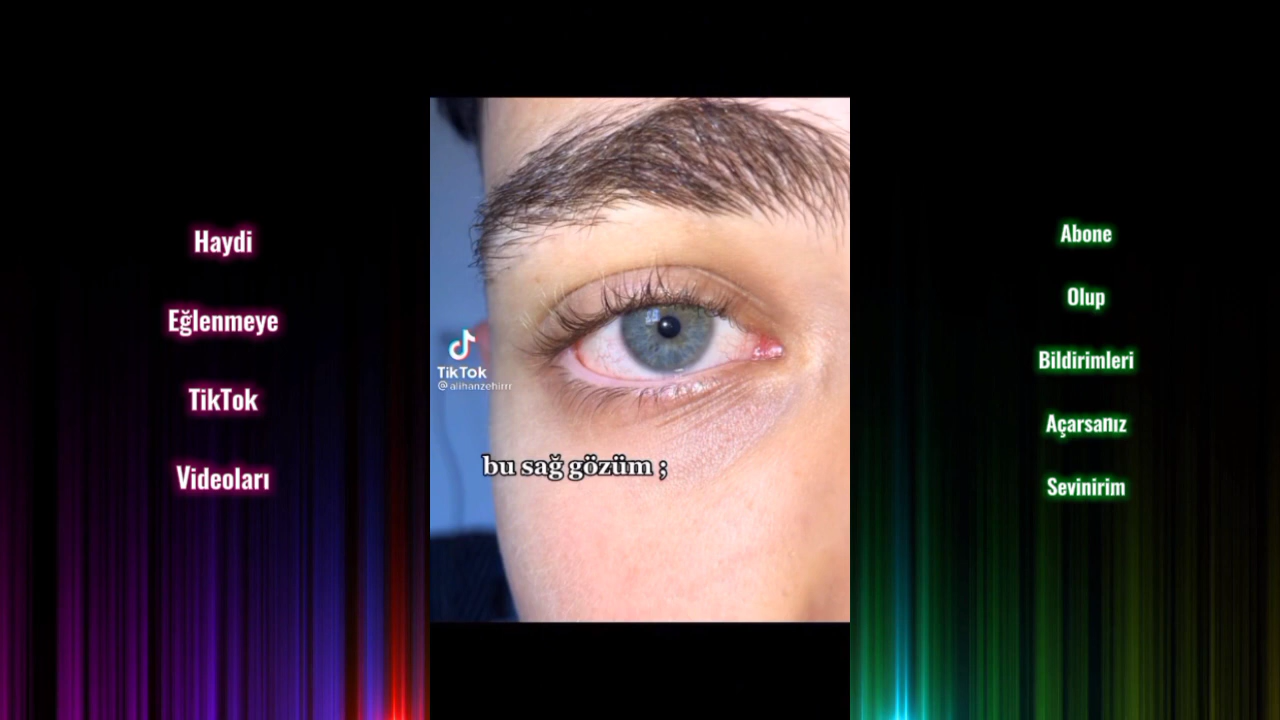 Haydi
Eğlenmeye
TikTok
Videoları
TikTok
@alihanzehirrr
bu sağ gözüm ;
Abone
Olup
Bildirimleri
Açarsanız
Sevinirim